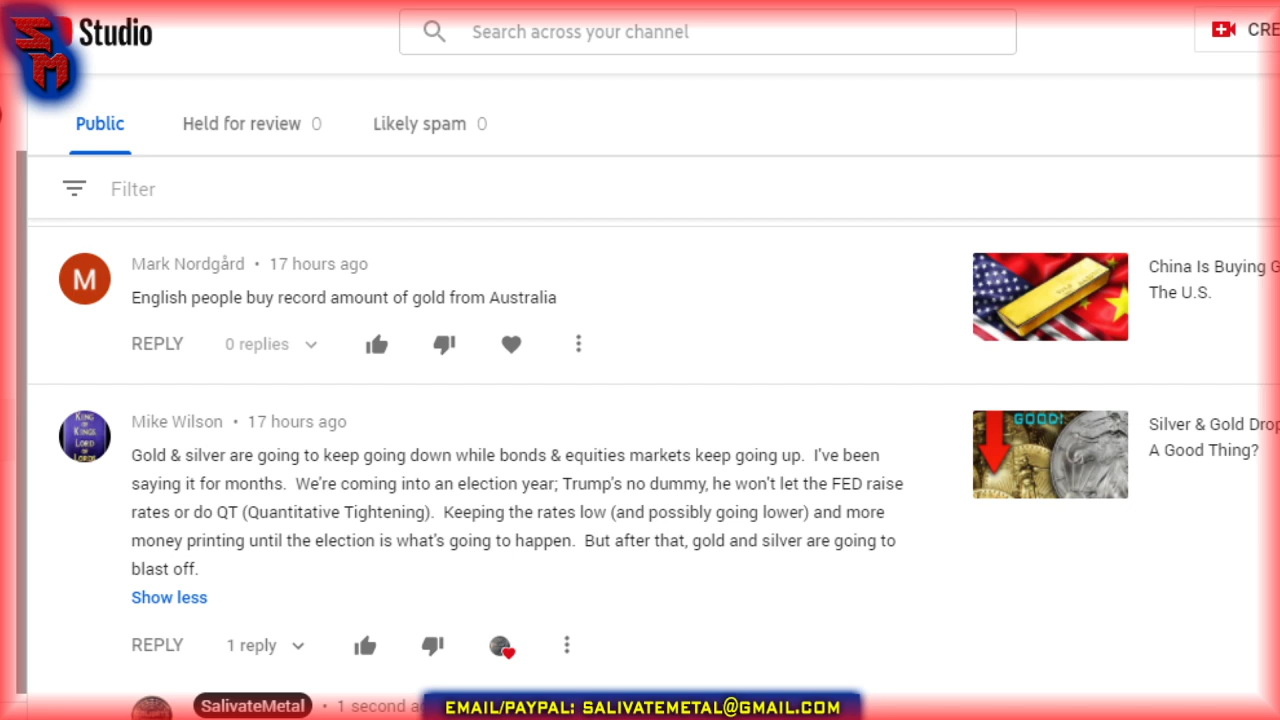 SM
Studio
Search across your channel
CRE
Public
Held for review 0
Likely spam 0
Filter
Mark Nordgård • 17 hours ago
English people buy record amount of gold from Australia
REPLY
0 replies
China Is Buying G
The U.S.
M
Mike Wilson • 17 hours ago
Gold & silver are going to keep going down while bonds & equities markets keep going up. I've been
saying it for months. We're coming into an election year; Trump's no dummy, he won't let the FED raise
rates or do QT (Quantitative Tightening). Keeping the rates low (and possibly going lower) and more
money printing until the election is what's going to happen. But after that, gold and silver are going to
blast off.
Show less
REPLY
1 reply
KING
OF
KINGS
LORD
OF
LORDS
GOOD!
Silver & Gold Drop
A Good Thing?
SalivateMetal • 1 second a
EMAIL/PAYPAL: SALIVATEMETAL@GMAIL.COM